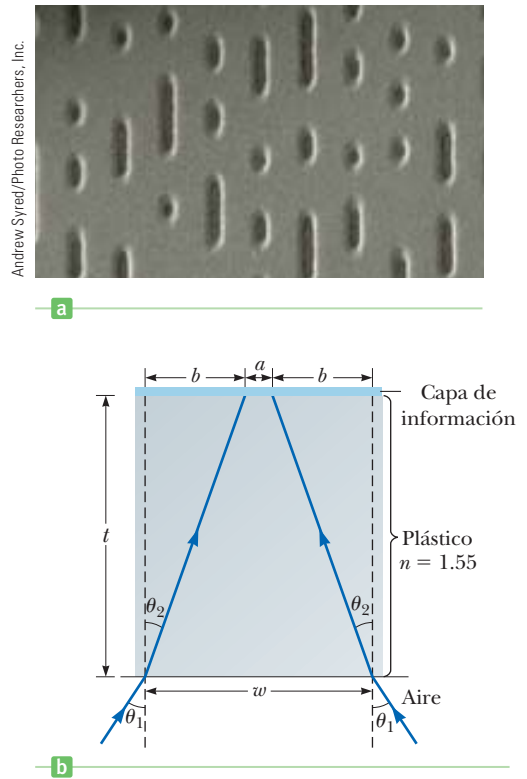 Andrew Syred/Photo Researchers, Inc.
a
a
b
b
Capa de
información
t
Plástico
n = 1.55
θ2
θ2
w
Aire
θ1
θ1
b